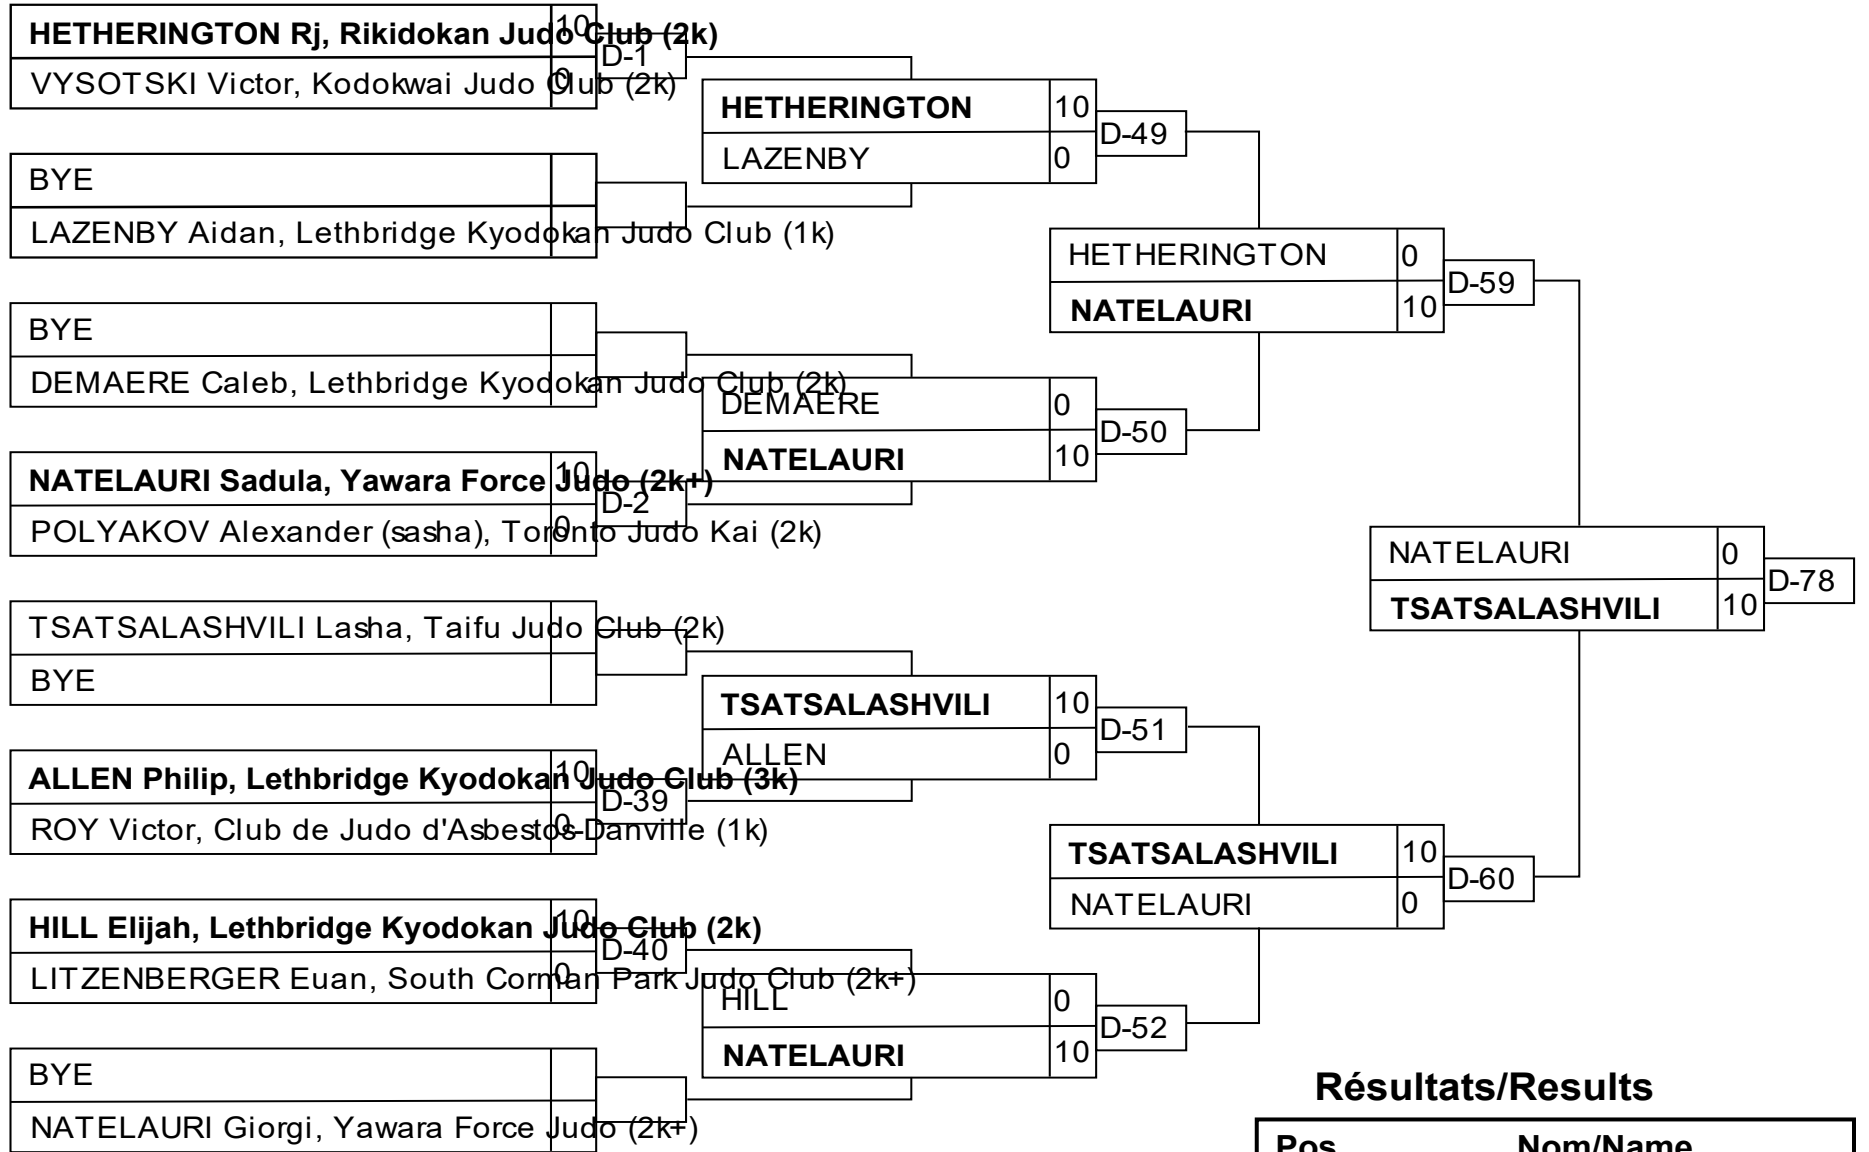 HETHERINGTON Rj, Rikidokan Judo Club (2k) 10
D-1
VYSOTSKI Victor, Kodokwai Judo Club (2k) 0
HETHERINGTON 10
D-49
LAZENBY 0
BYE
LAZENBY Aidan, Lethbridge Kyodokan Judo Club (1k)
HETHERINGTON 0
D-59
NATELAURI 10
BYE
DEMAERE Caleb, Lethbridge Kyodokan Judo Club (2k)
DEMAERE 0
D-50
NATELAURI 10
NATELAURI Sadula, Yawara Force Judo (2k+) 10
D-2
POLYAKOV Alexander (sasha), Toronto Judo Kai (2k) 0
NATELAURI 0
D-78
TSATSALASHVILI 10
TSATSALASHVILI Lasha, Taifu Judo Club (2k)
BYE
TSATSALASHVILI 10
D-51
ALLEN 0
ALLEN Philip, Lethbridge Kyodokan Judo Club (3k) 10
D-39
ROY Victor, Club de Judo d'Asbestos-Danville (1k) 0
TSATSALASHVILI 10
D-60
NATELAURI 0
HILL Elijah, Lethbridge Kyodokan Judo Club (2k) 10
D-40
LITZENBERGER Euan, South Corman Park Judo Club (2k+) 0
HILL 0
D-52
NATELAURI 10
BYE
NATELAURI Giorgi, Yawara Force Judo (2k+)
Résultats/Results
Pos Nom/Name